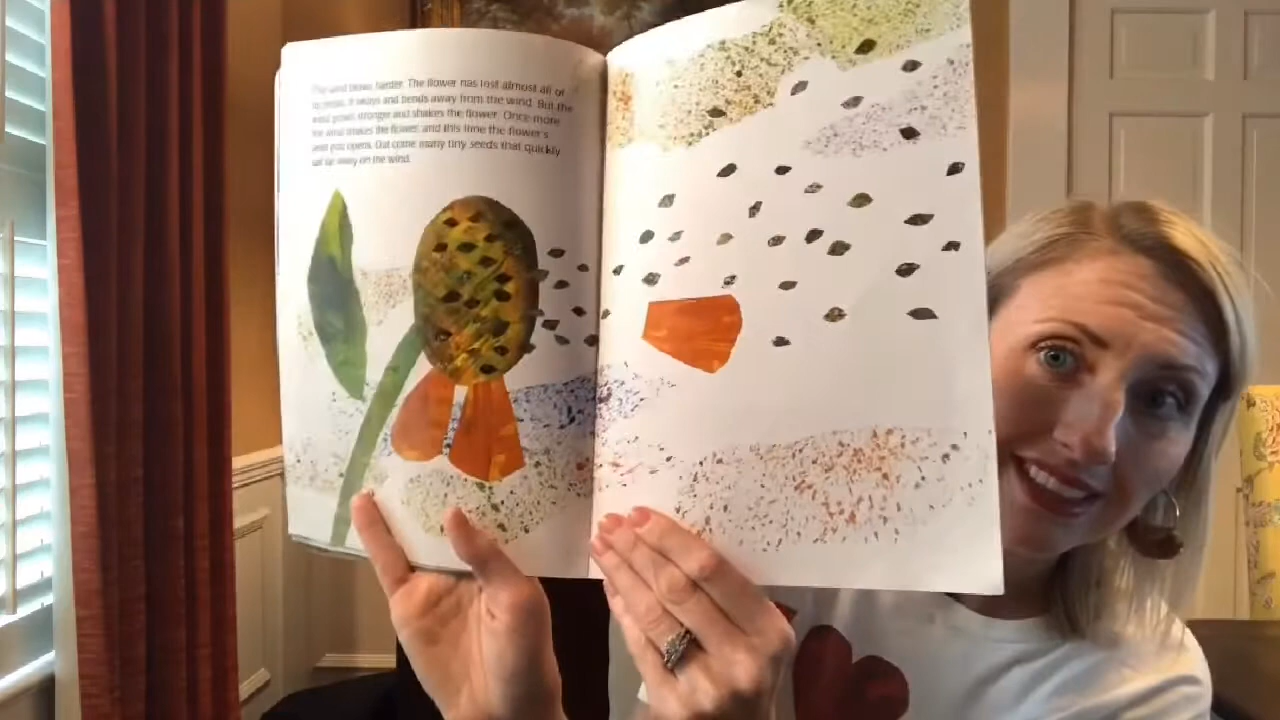 The wind blows harder. The flower has lost almost all of
its petals. It sways and bends away from the wind. But the
wind grows stronger and shakes the flower. Once more
the wind shakes the flower, and this time the flower's
seed pod opens. Out come many tiny seeds that quickly
sail far away on the wind.